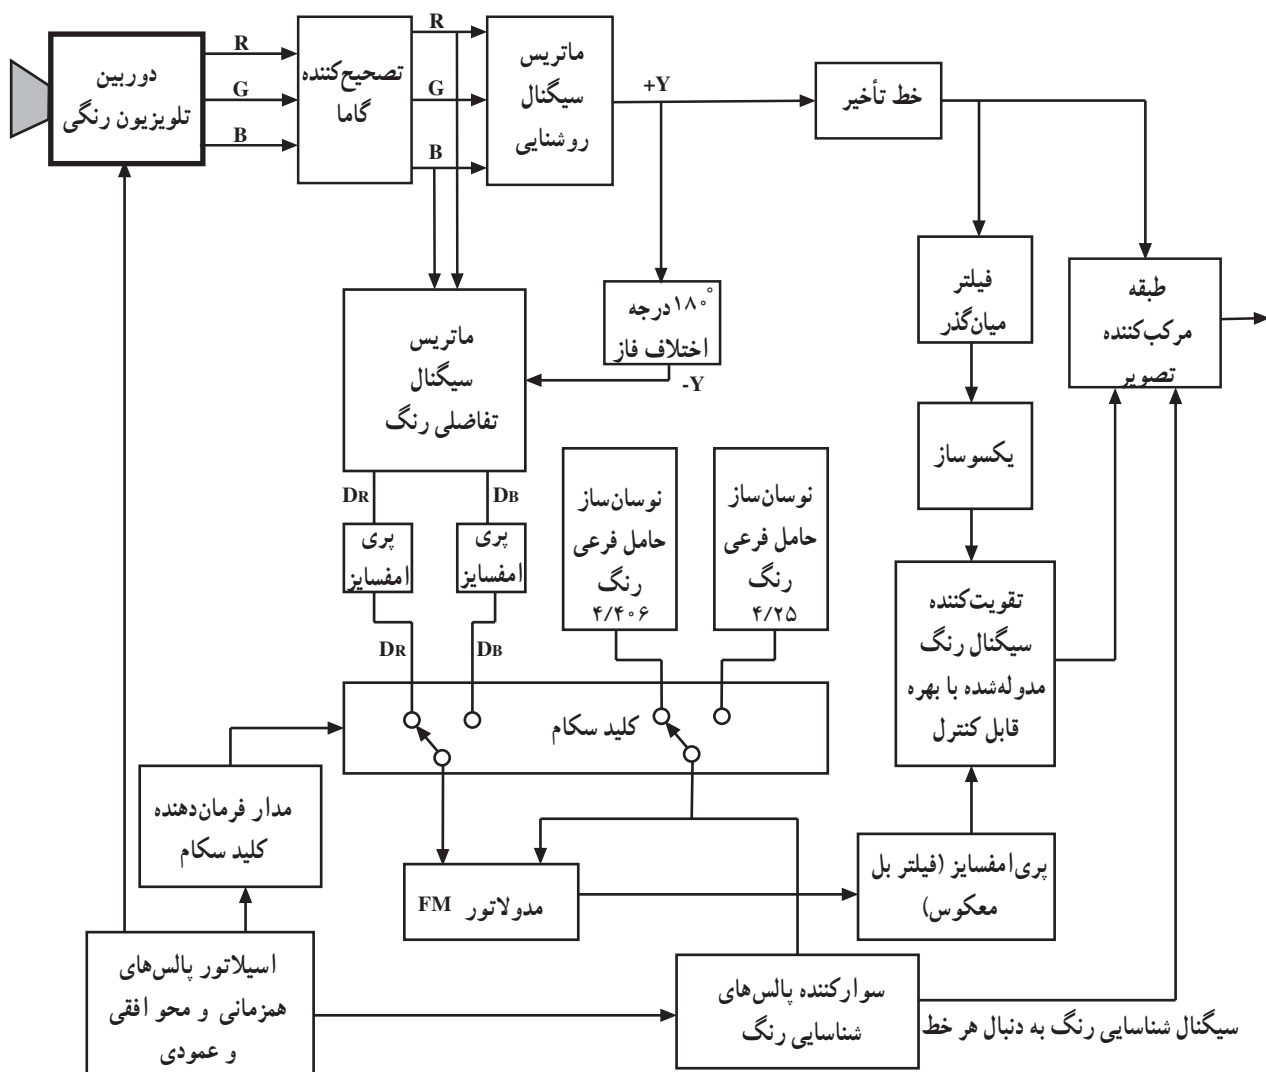 دوربین
تلویزیون رنگی
R
G
B
تصحیح‌کننده
گاما
R
G
B
ماتریس
سیگنال
روشنایی
+Y
خط تأخیر
فیلتر
میان‌گذر
طبقه
مرکب‌کننده
تصویر
۱۸۰° درجه
اختلاف فاز
-Y
ماتریس
سیگنال
تفاضلی رنگ
یکسوساز
DR
DB
پری
امفسایز
پری
امفسایز
نوسان‌ساز
حامل فرعی
رنگ
۴/۴۰۶
نوسان‌ساز
حامل فرعی
رنگ
۴/۲۵
تقویت‌کننده
سیگنال رنگ
مدوله‌شده با بهره
قابل کنترل
DR
DB
کلید سکام
مدار فرمان‌دهنده
کلید سکام
مدولاتور FM
پری‌امفسایز (فیلتر بل
معکوس)
اسیلاتور پالس‌های
همزمانی و محو افقی
و عمودی
سوارکننده پالس‌های
شناسایی رنگ
سیگنال شناسایی رنگ به دنبال هر خط